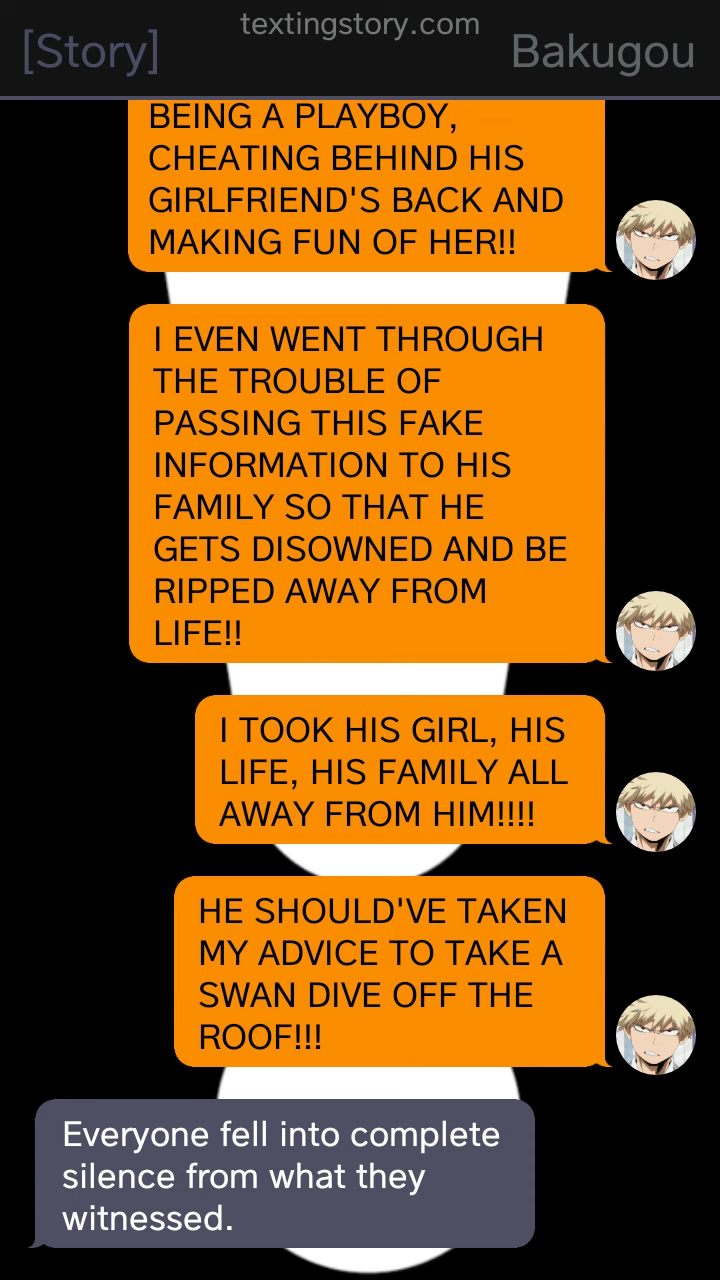 textingstory.com
[Story]
Bakugou
BEING A PLAYBOY,
CHEATING BEHIND HIS
GIRLFRIEND'S BACK AND
MAKING FUN OF HER!!
I EVEN WENT THROUGH
THE TROUBLE OF
PASSING THIS FAKE
INFORMATION TO HIS
FAMILY SO THAT HE
GETS DISOWNED AND BE
RIPPED AWAY FROM
LIFE!!
I TOOK HIS GIRL, HIS
LIFE, HIS FAMILY ALL
AWAY FROM HIM!!!!
HE SHOULD'VE TAKEN
MY ADVICE TO TAKE A
SWAN DIVE OFF THE
ROOF!!!
Everyone fell into complete
silence from what they
witnessed.